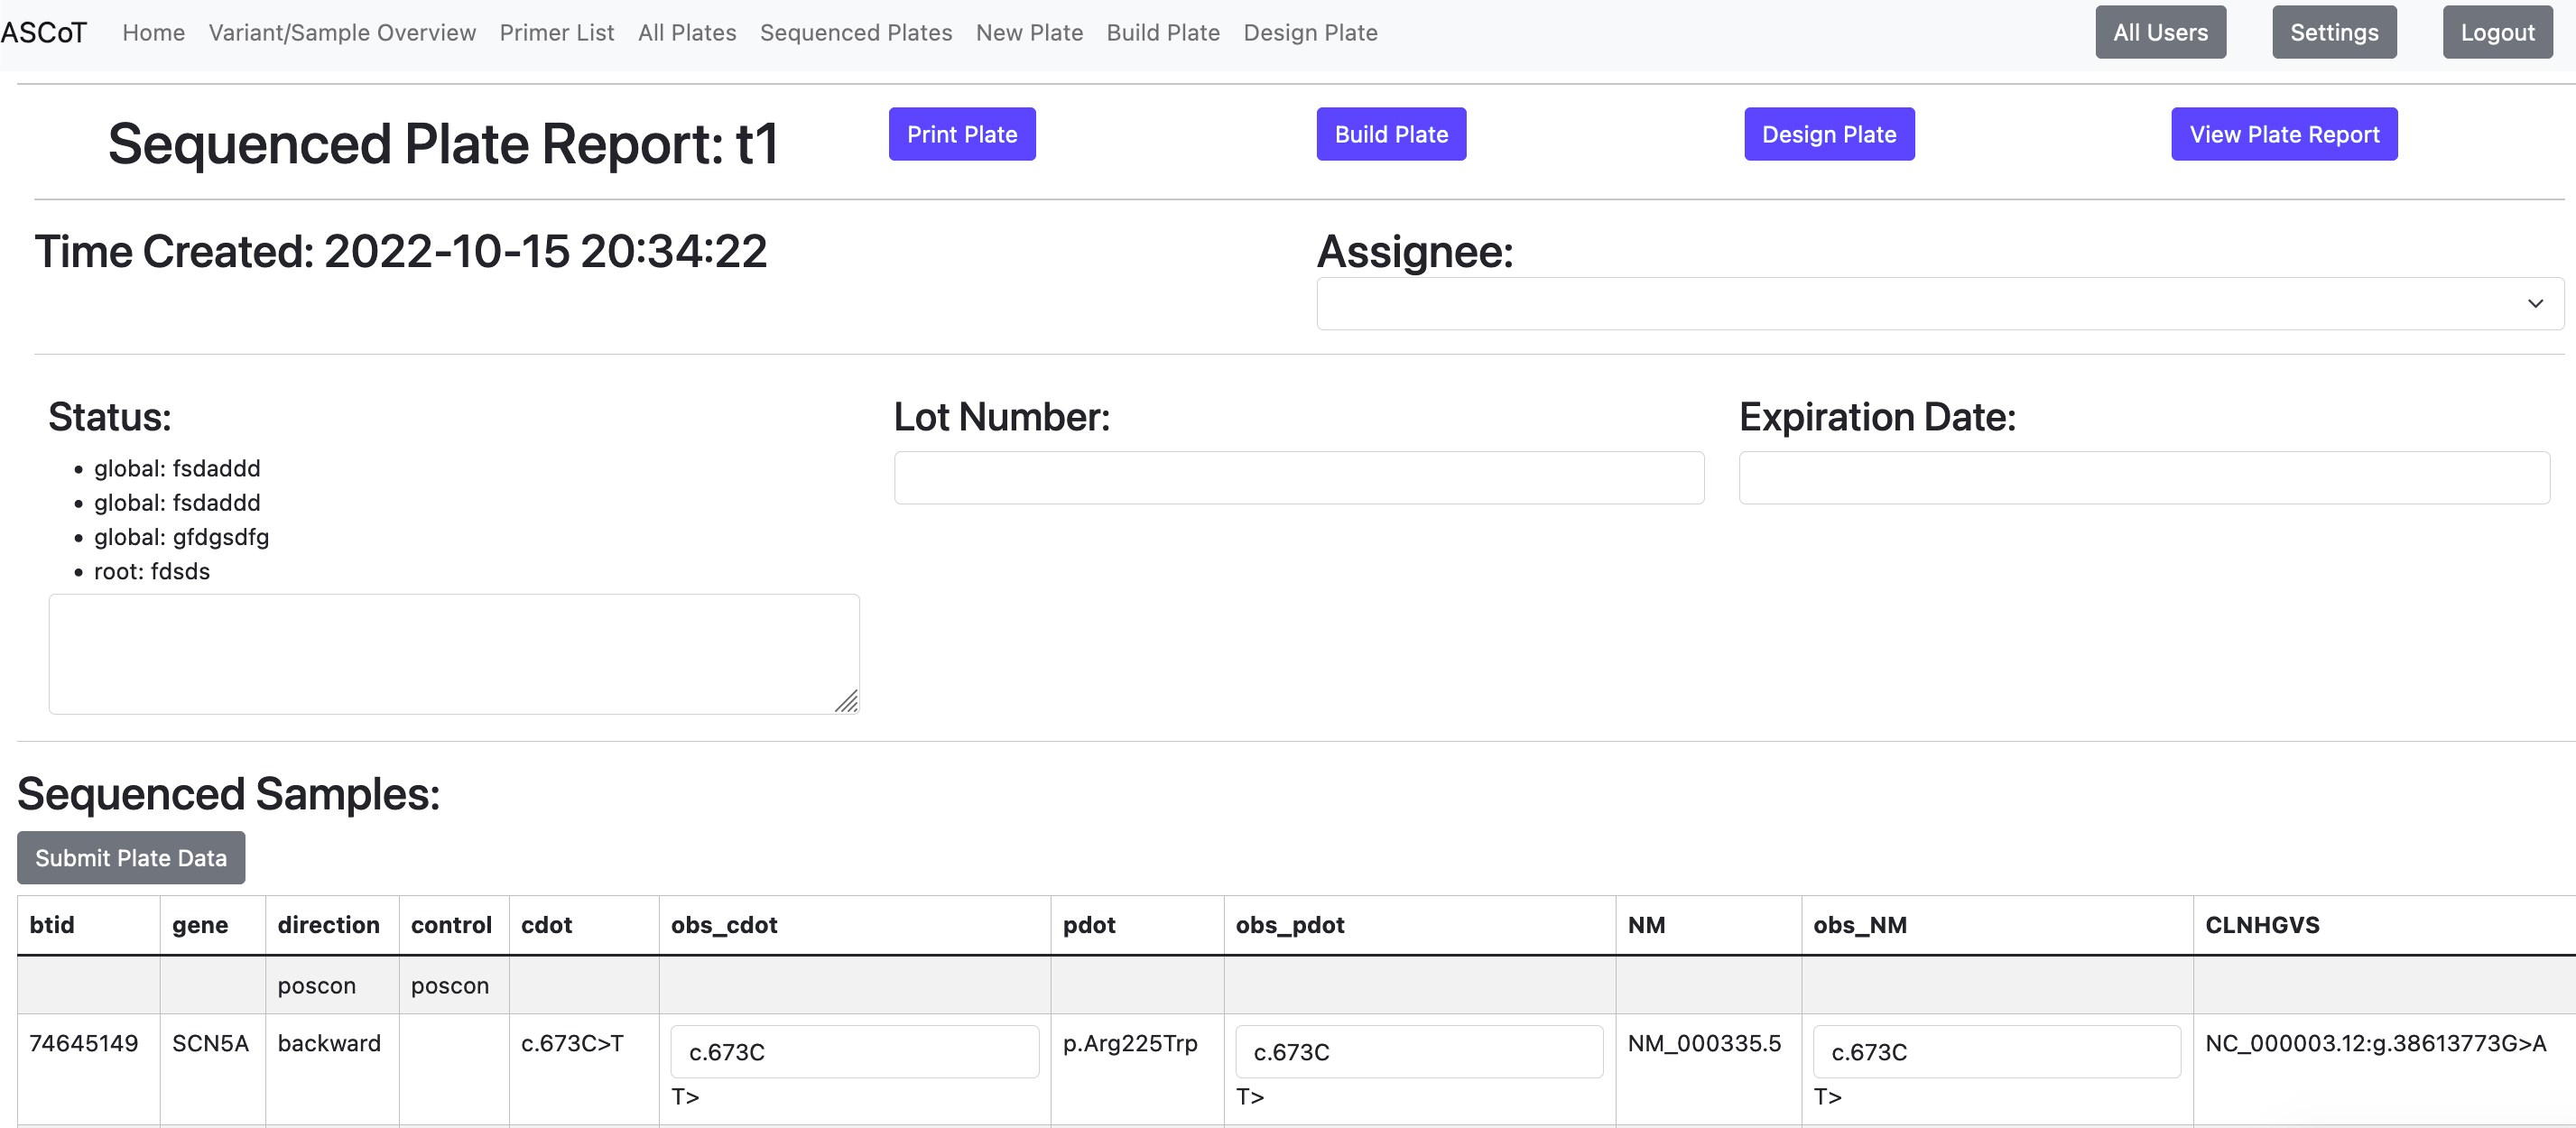 ASCoT Home Variant/Sample Overview Primer List All Plates Sequenced Plates New Plate Build Plate Design Plate All Users Settings Logout
Sequenced Plate Report: t1 Print Plate Build Plate Design Plate View Plate Report
Time Created: 2022-10-15 20:34:22 Assignee:
Status: Lot Number: Expiration Date:
• global: fsdaddd
• global: fsdaddd
• global: gfdgsdfg
• root: fdsds
Sequenced Samples:
Submit Plate Data
btid gene direction control cdot obs_cdot pdot obs_pdot NM obs_NM CLNHGVS
poscon poscon
74645149 SCN5A backward c.673C>T c.673C p.Arg225Trp c.673C NM_000335.5 c.673C NC_000003.12:g.38613773G>A
T> T> T>